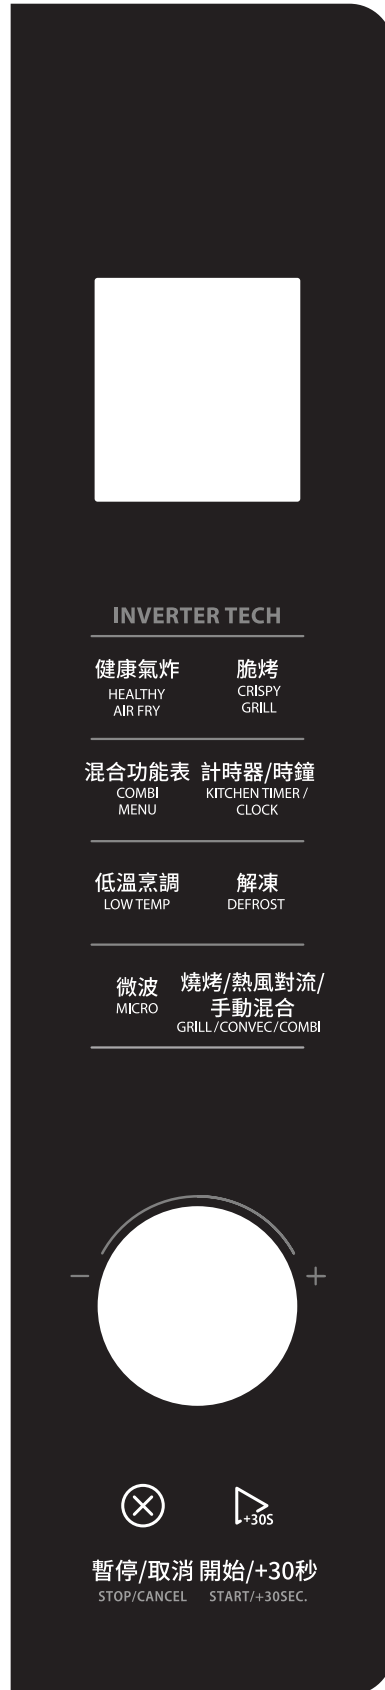 INVERTER TECH
健康氣炸 脆烤
HEALTHY CRISPY
AIR FRY GRILL
混合功能表 計時器/時鐘
COMBI KITCHEN TIMER /
MENU CLOCK
低溫烹調 解凍
LOW TEMP DEFROST
微波 燒烤/熱風對流/
手動混合
MICRO GRILL/CONVEC/COMBI
− +
+30S
暫停/取消 開始/+30秒
STOP/CANCEL START/+30SEC.